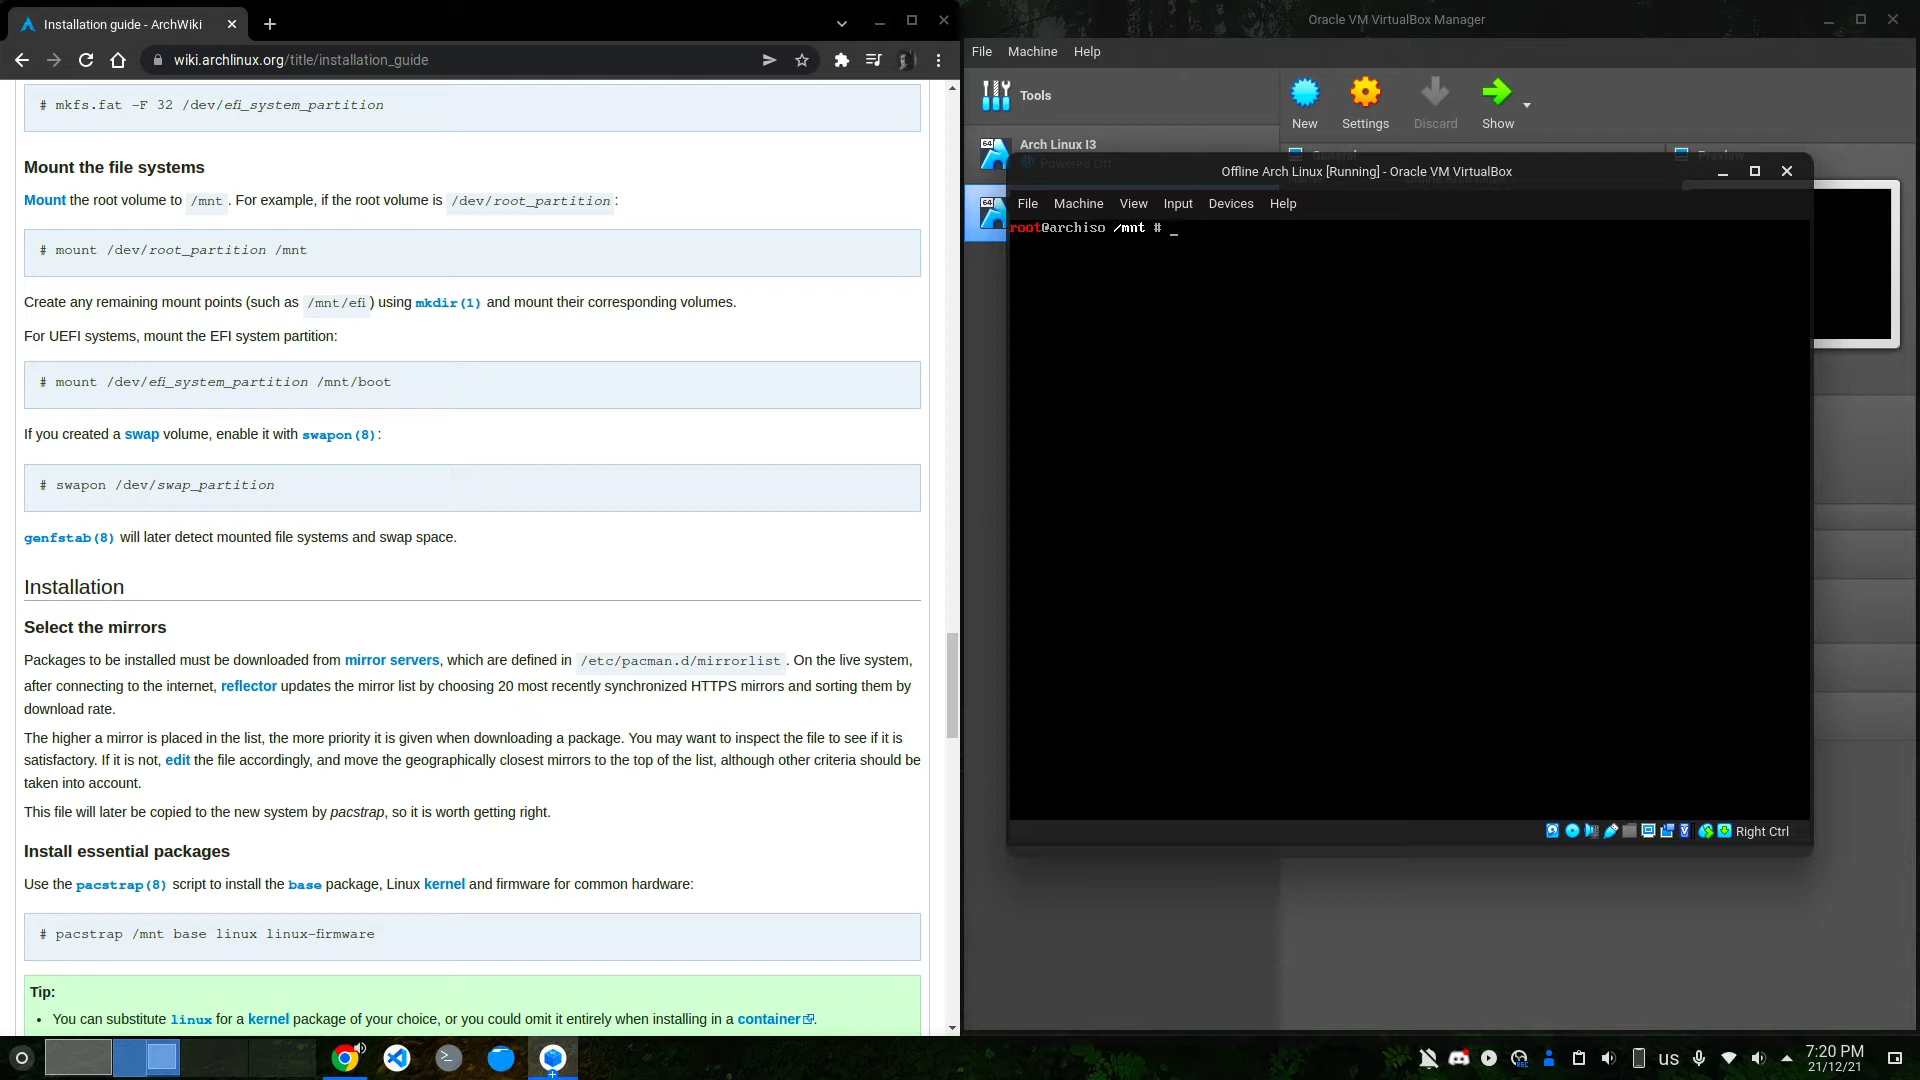 Installation guide - ArchWiki
wiki.archlinux.org/title/installation_guide
# mkfs.fat -F 32 /dev/efi_system_partition
Mount the file systems
Mount the root volume to /mnt. For example, if the root volume is /dev/root_partition:
# mount /dev/root_partition /mnt
Create any remaining mount points (such as /mnt/efi) using mkdir(1) and mount their corresponding volumes.
For UEFI systems, mount the EFI system partition:
# mount /dev/efi_system_partition /mnt/boot
If you created a swap volume, enable it with swapon(8):
# swapon /dev/swap_partition
genfstab(8) will later detect mounted file systems and swap space.
Installation
Select the mirrors
Packages to be installed must be downloaded from mirror servers, which are defined in /etc/pacman.d/mirrorlist. On the live system,
after connecting to the internet, reflector updates the mirror list by choosing 20 most recently synchronized HTTPS mirrors and sorting them by
download rate.
The higher a mirror is placed in the list, the more priority it is given when downloading a package. You may want to inspect the file to see if it is
satisfactory. If it is not, edit the file accordingly, and move the geographically closest mirrors to the top of the list, although other criteria should be
taken into account.
This file will later be copied to the new system by pacstrap, so it is worth getting right.
Install essential packages
Use the pacstrap(8) script to install the base package, Linux kernel and firmware for common hardware:
# pacstrap /mnt base linux linux-firmware
Tip:
• You can substitute linux for a kernel package of your choice, or you could omit it entirely when installing in a container.
Oracle VM VirtualBox Manager
File Machine Help
Tools
New Settings Discard Show
64
Arch Linux I3
Powered Off
General
Preview
64
Offline Arch Linux [Running] - Oracle VM VirtualBox
File Machine View Input Devices Help
root@archiso /mnt # _
Right Ctrl
REC
us
7:20 PM
21/12/21